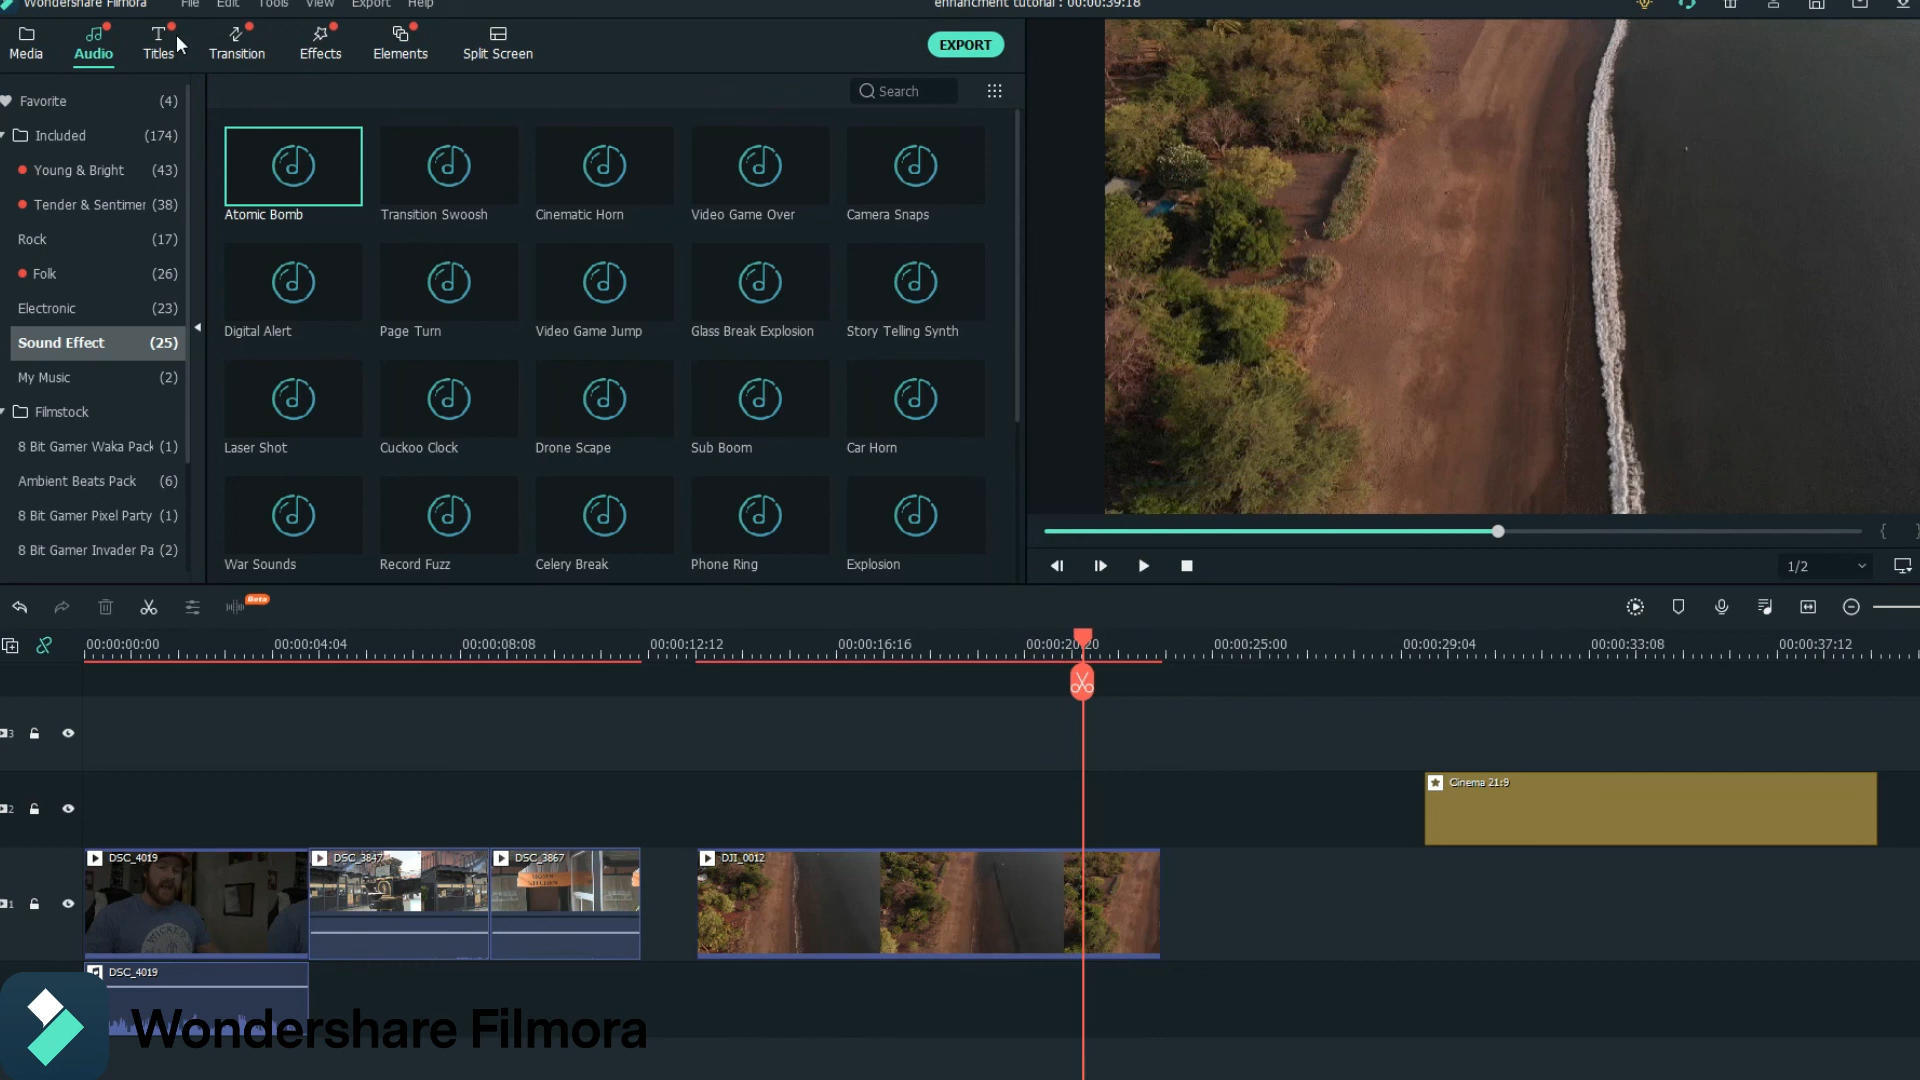 Wondershare Filmora File Edit Tools View Export Help
enhancment tutorial : 00:00:39:18
Media Audio Titles Transition Effects Elements Split Screen
EXPORT
Favorite (4)
Included (174)
Young & Bright (43)
Tender & Sentimer (38)
Rock (17)
Folk (26)
Electronic (23)
Sound Effect (25)
My Music (2)
Filmstock
8 Bit Gamer Waka Pack (1)
Ambient Beats Pack (6)
8 Bit Gamer Pixel Party (1)
8 Bit Gamer Invader Pa (2)
Search
Atomic Bomb Transition Swoosh Cinematic Horn Video Game Over Camera Snaps
Digital Alert Page Turn Video Game Jump Glass Break Explosion Story Telling Synth
Laser Shot Cuckoo Clock Drone Scape Sub Boom Car Horn
War Sounds Record Fuzz Celery Break Phone Ring Explosion
1/2
Beta
00:00:00:00 00:00:04:04 00:00:08:08 00:00:12:12 00:00:16:16 00:00:20:20 00:00:25:00 00:00:29:04 00:00:33:08 00:00:37:12
3
2
Cinema 21:9
1
DSC_4019 DSC_3847 DSC_3867 DJI_0012
DSC_4019
Wondershare Filmora